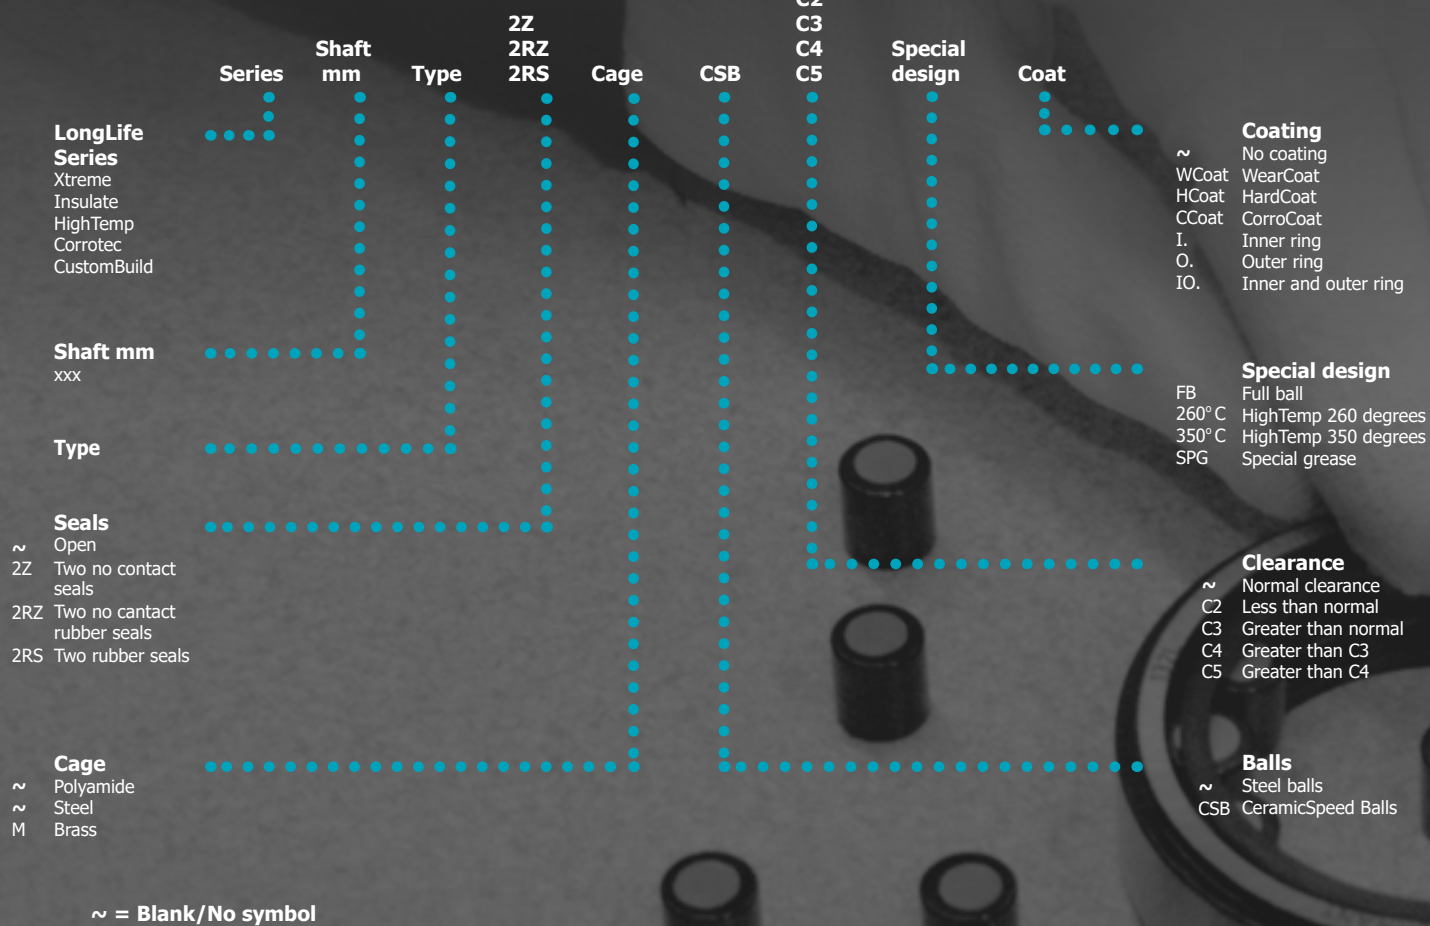 C2
2Z
C3
Shaft
2RZ
C4
Special
Series
mm
Type
2RS
Cage
CSB
C5
design
Coat
LongLife
Series
Xtreme
Insulate
HighTemp
Corrotec
CustomBuild
Shaft mm
xxx
Type
Seals
~ Open
2Z Two no contact
seals
2RZ Two no cantact
rubber seals
2RS Two rubber seals
Cage
~ Polyamide
~ Steel
M Brass
Coating
~ No coating
WCoat WearCoat
HCoat HardCoat
CCoat CorroCoat
I. Inner ring
O. Outer ring
IO. Inner and outer ring
Special design
FB Full ball
260°C HighTemp 260 degrees
350°C HighTemp 350 degrees
SPG Special grease
Clearance
~ Normal clearance
C2 Less than normal
C3 Greater than normal
C4 Greater than C3
C5 Greater than C4
Balls
~ Steel balls
CSB CeramicSpeed Balls
~ = Blank/No symbol